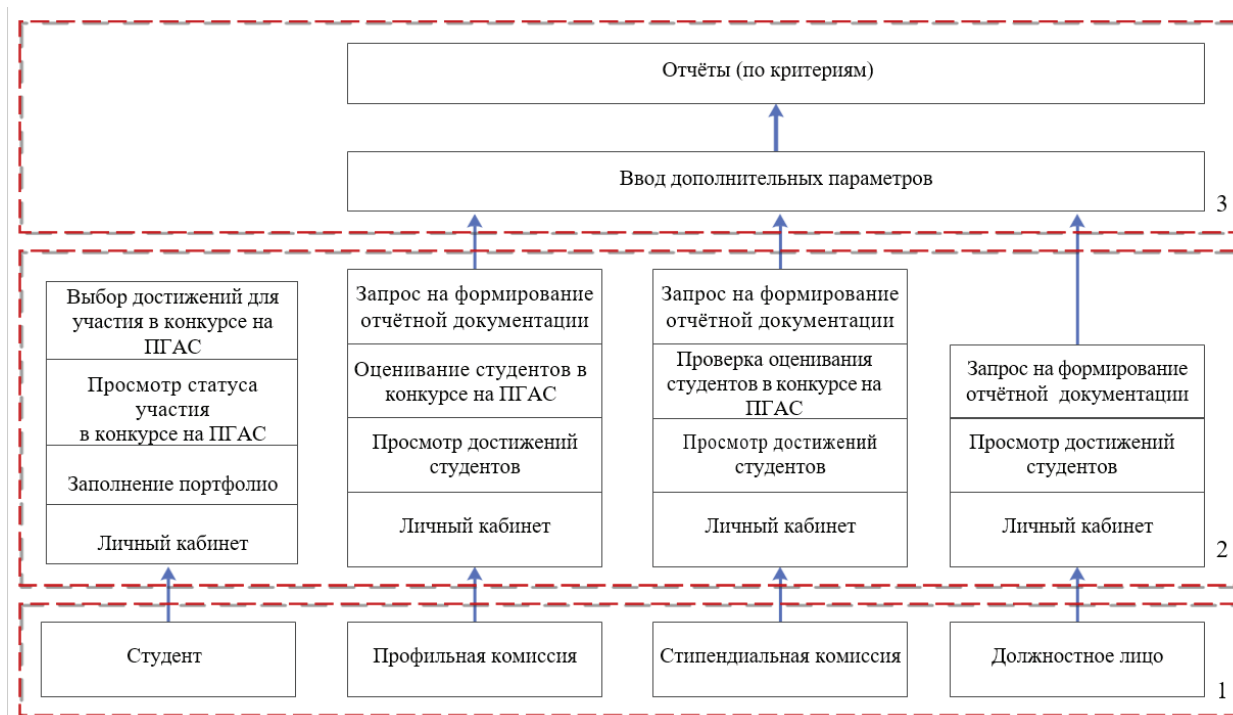 Отчёты (по критериям)
Ввод дополнительных параметров
3
Выбор достижений для
участия в конкурсе на
ПГАС
Просмотр статуса
участия
в конкурсе на ПГАС
Заполнение портфолио
Личный кабинет
Запрос на формирование
отчётной документации
Оценивание студентов в
конкурсе на ПГАС
Просмотр достижений
студентов
Личный кабинет
Запрос на формирование
отчётной документации
Проверка оценивания
студентов в конкурсе на
ПГАС
Просмотр достижений
студентов
Личный кабинет
Запрос на формирование
отчётной документации
Просмотр достижений
студентов
Личный кабинет
2
Студент
Профильная комиссия
Стипендиальная комиссия
Должностное лицо
1